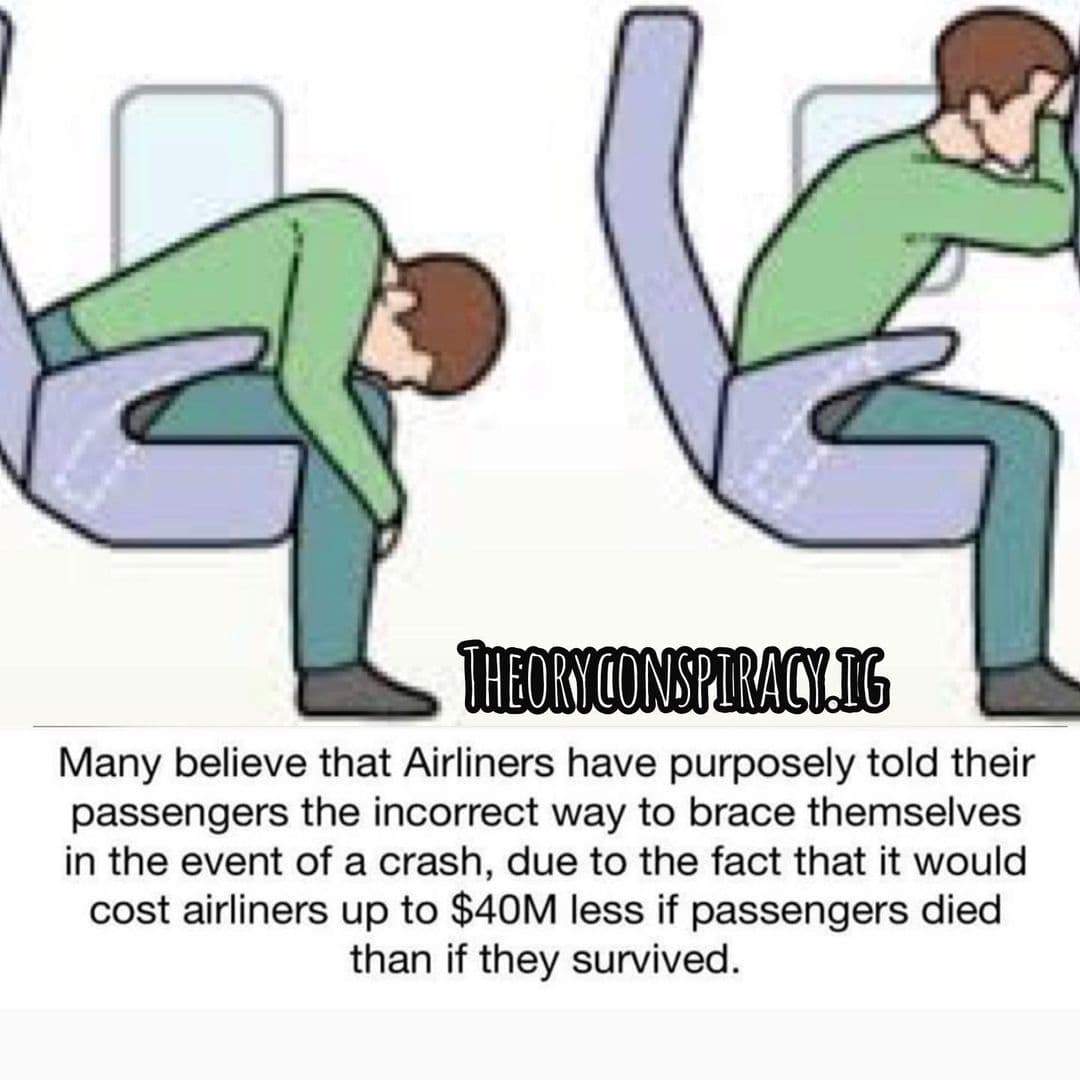 THEORYCONSPIRACY.IG
Many believe that Airliners have purposely told their
passengers the incorrect way to brace themselves
in the event of a crash, due to the fact that it would
cost airliners up to $40M less if passengers died
than if they survived.